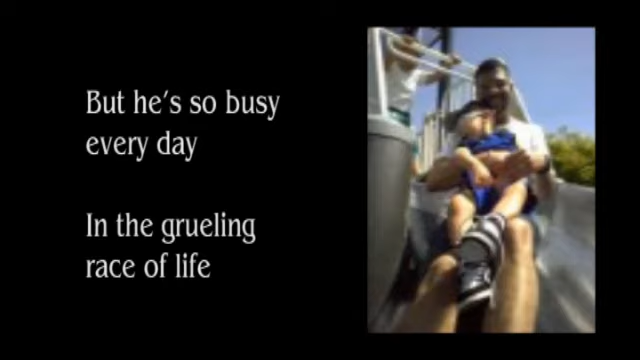 But he's so busy
every day
In the grueling
race of life